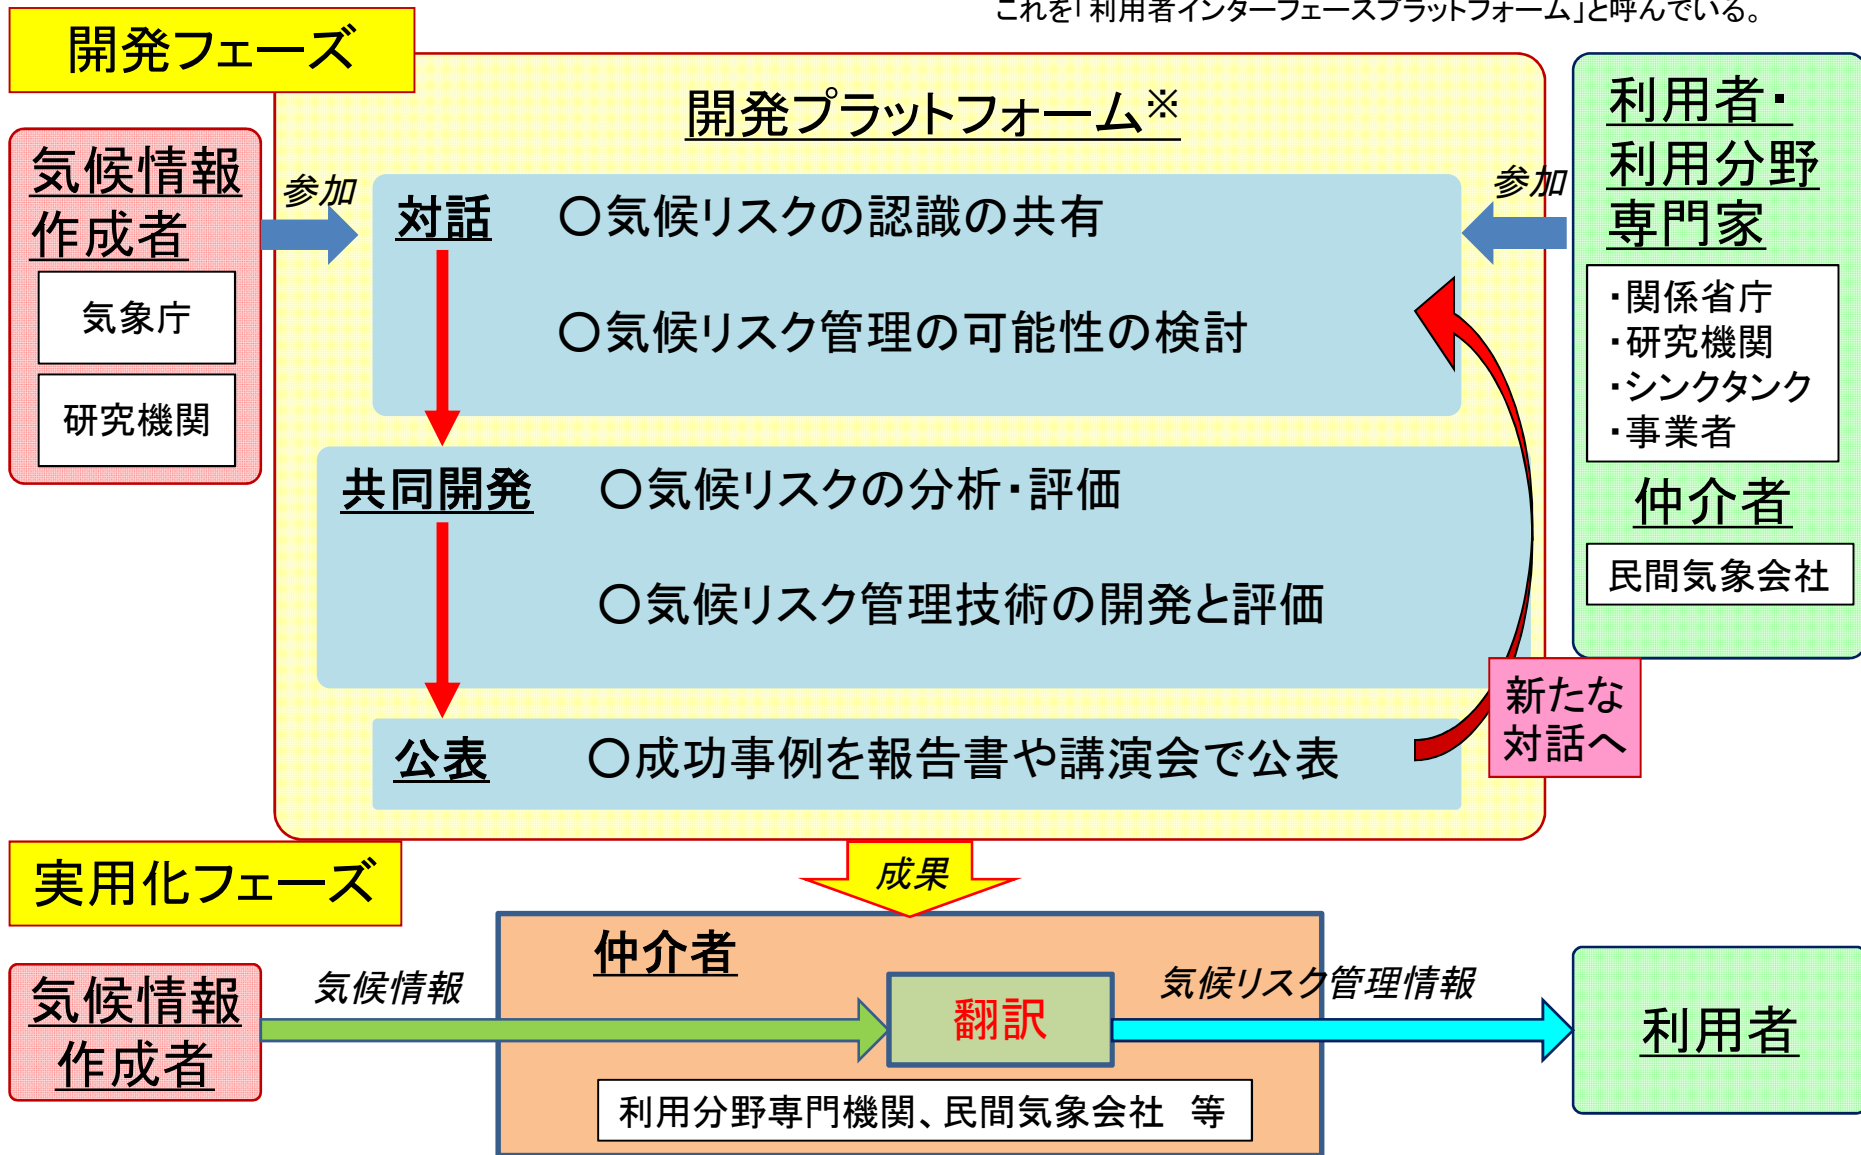 これを「利用者インターフェースプラットフォーム」と呼んでいる。
開発フェーズ
開発プラットフォーム※
気候情報
作成者
気象庁
研究機関
参加
対話 〇気候リスクの認識の共有
〇気候リスク管理の可能性の検討
共同開発 〇気候リスクの分析・評価
〇気候リスク管理技術の開発と評価
公表 〇成功事例を報告書や講演会で公表
参加
利用者・
利用分野
専門家
・関係省庁
・研究機関
・シンクタンク
・事業者
仲介者
民間気象会社
新たな
対話へ
成果
実用化フェーズ
気候情報
作成者
気候情報
仲介者
翻訳
利用分野専門機関、民間気象会社 等
気候リスク管理情報
利用者